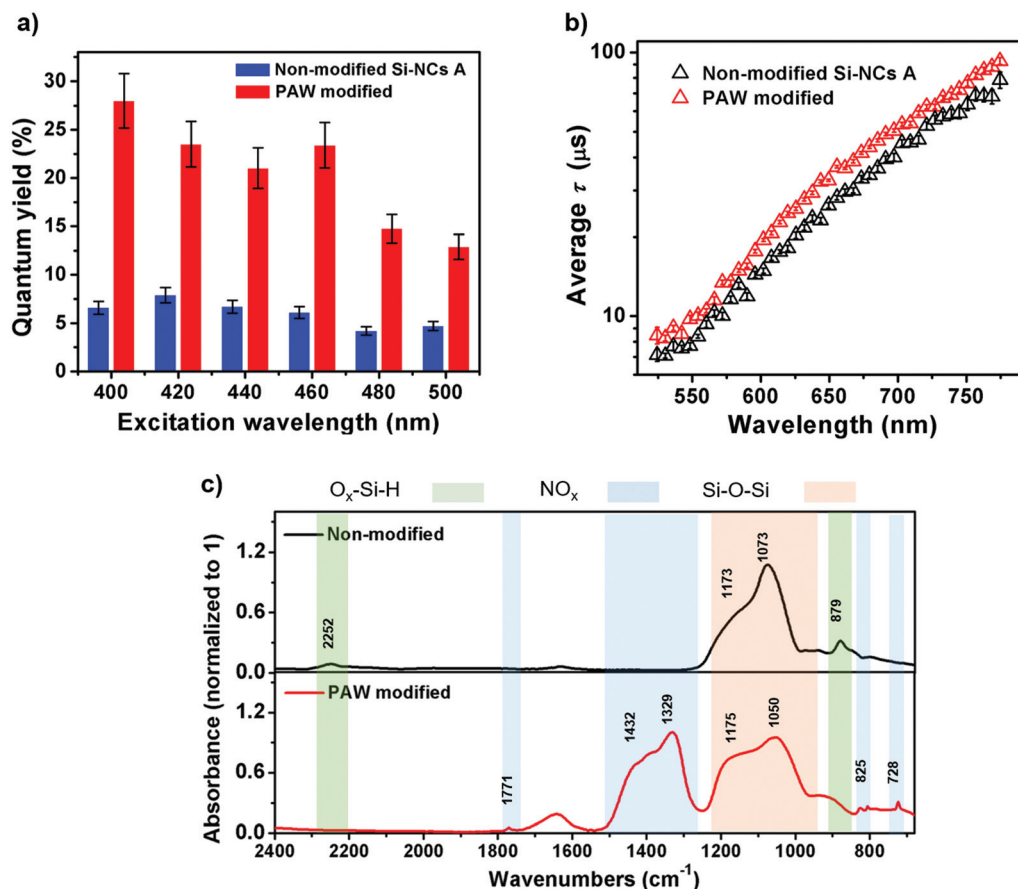 a)
Quantum yield (%)
30
25
20
15
10
5
0
Non-modified Si-NCs A
PAW modified
400 420 440 460 480 500
Excitation wavelength (nm)
b)
Average τ (μs)
100
10
Non-modified Si-NCs A
PAW modified
550 600 650 700 750
Wavelength (nm)
c)
Oₓ-Si-H NOₓ Si-O-Si
Absorbance (normalized to 1)
1.2
0.6
0.0
Non-modified
2252
1173
1073
879
1.2
0.6
0.0
PAW modified
1771
1432
1329
1175
1050
825
728
2400 2200 2000 1800 1600 1400 1200 1000 800
Wavenumbers (cm⁻¹)